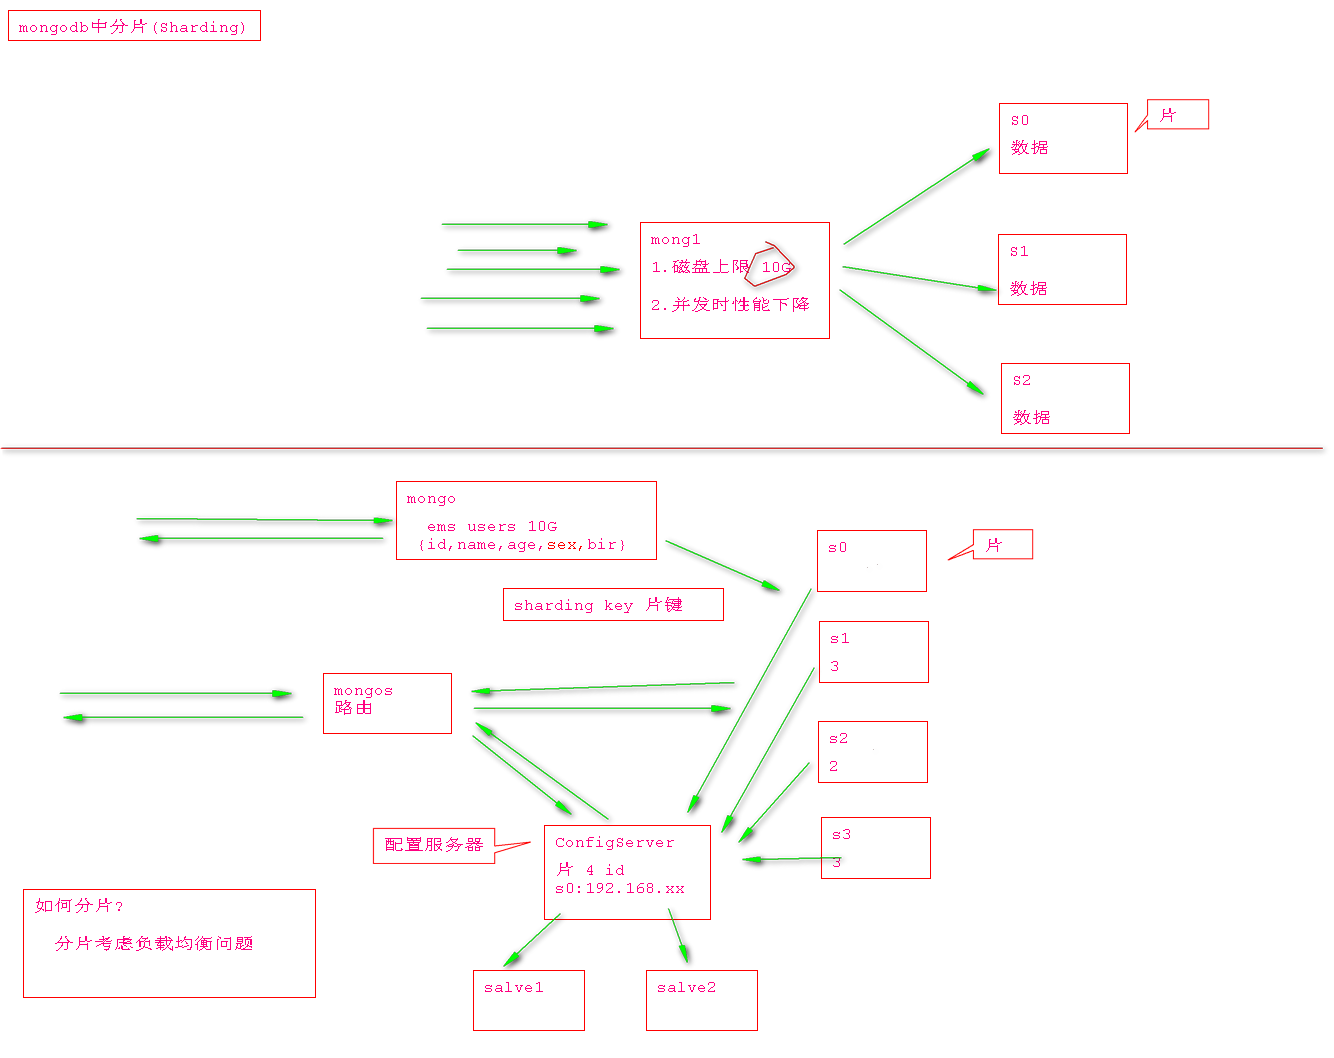 mongodb中分片(Sharding)
s0
数据
片
mong1
1.磁盘上限 10G
2.并发时性能下降
s1
数据
s2
数据
mongo
ems users 10G
{id,name,age,sex,bir}
sharding key 片键
s0
片
s1
3
mongos
路由
s2
2
s3
3
配置服务器
ConfigServer
片 4 id
s0:192.168.xx
如何分片?
分片考虑负载均衡问题
salve1
salve2